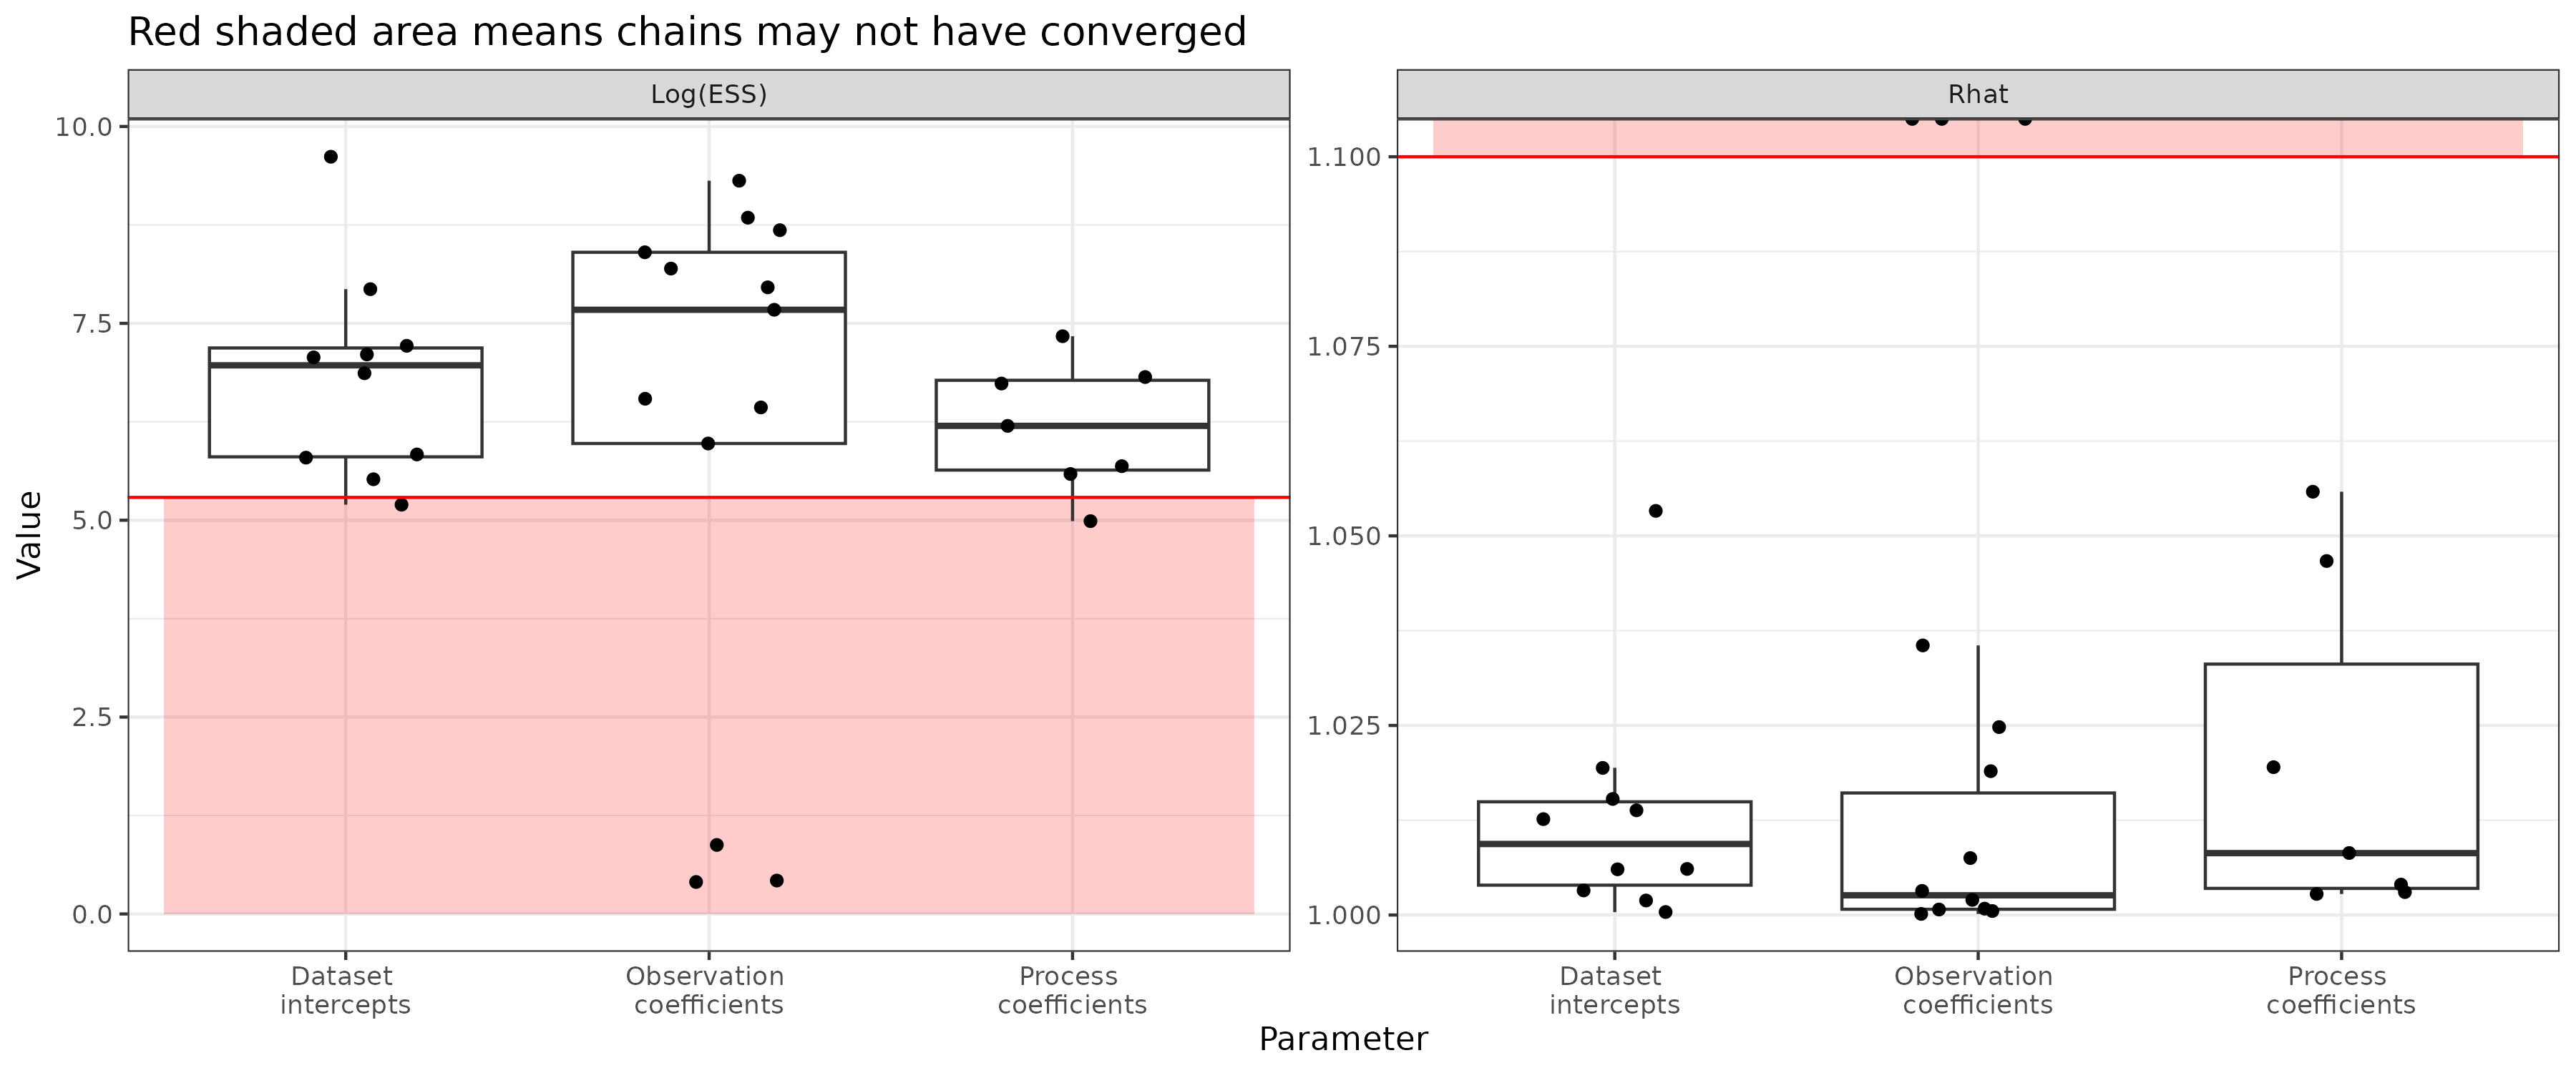 Red shaded area means chains may not have converged
Log(ESS)
Rhat
Value
10.0
7.5
5.0
2.5
0.0
1.100
1.075
1.050
1.025
1.000
Dataset
intercepts
Observation
coefficients
Process
coefficients
Dataset
intercepts
Observation
coefficients
Process
coefficients
Parameter